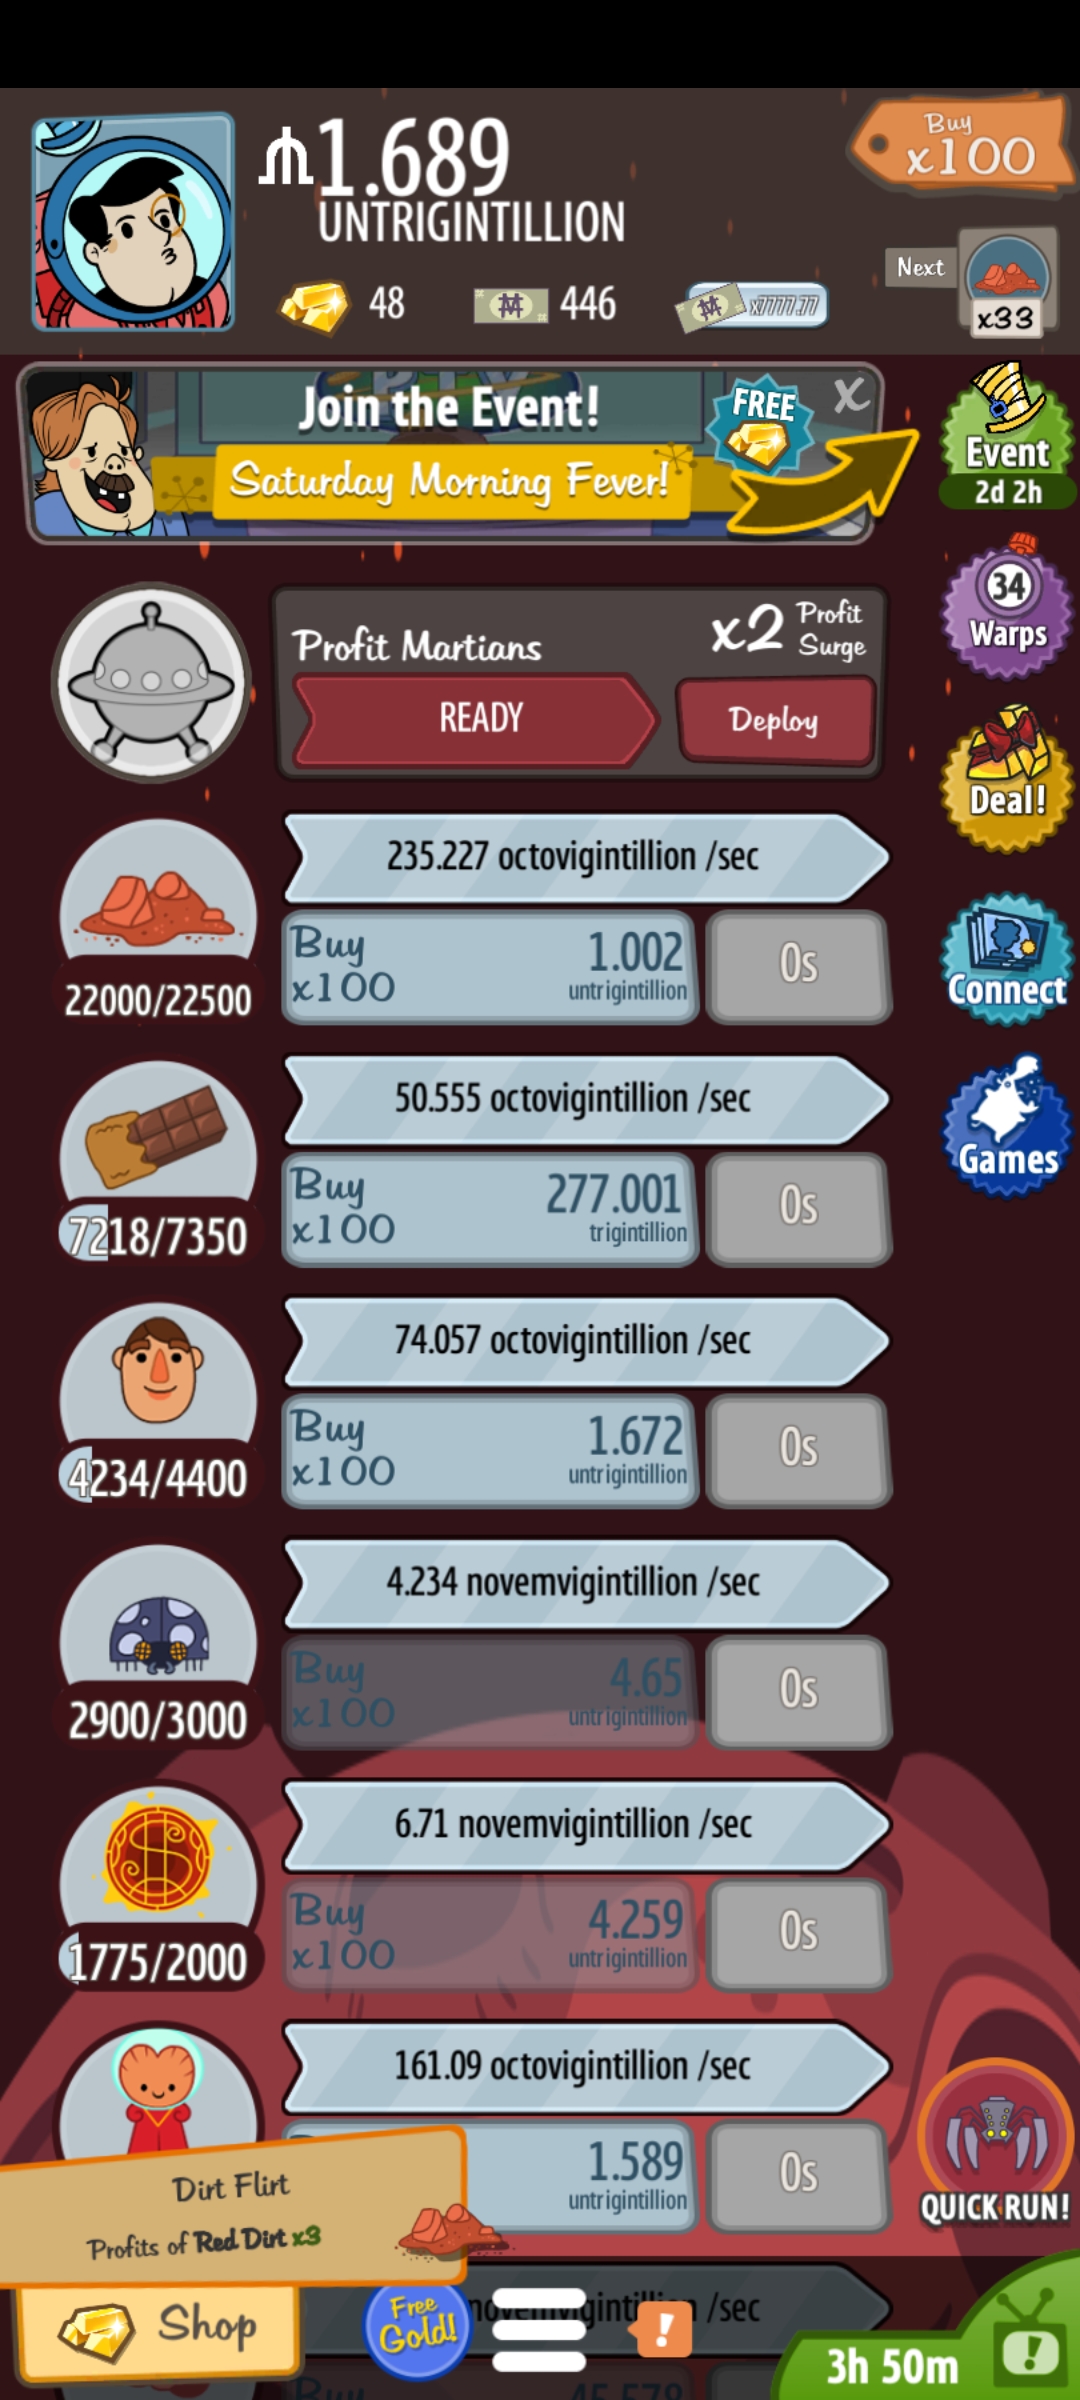 1.689
UNTRIGINTILLION
Buy
x100
48
446
x7777.77
Next
x33
Join the Event!
FREE
X
Saturday Morning Fever!
Event
2d 2h
34
Warps
Profit Martians
x2 Profit
Surge
READY
Deploy
Deal!
235.227 octovigintillion /sec
22000/22500
Buy
x100
1.002
untrigintillion
0s
Connect
50.555 octovigintillion /sec
7218/7350
Buy
x100
277.001
trigintillion
0s
Games
74.057 octovigintillion /sec
4234/4400
Buy
x100
1.672
untrigintillion
0s
4.234 novemvigintillion /sec
2900/3000
Buy
x100
4.65
untrigintillion
0s
6.71 novemvigintillion /sec
1775/2000
Buy
x100
4.259
untrigintillion
0s
161.09 octovigintillion /sec
1.589
untrigintillion
0s
QUICK RUN!
Dirt Flirt
Profits of Red Dirt x3
Shop
Free
Gold!
novemvigintillion /sec
!
3h 50m
!
Buy